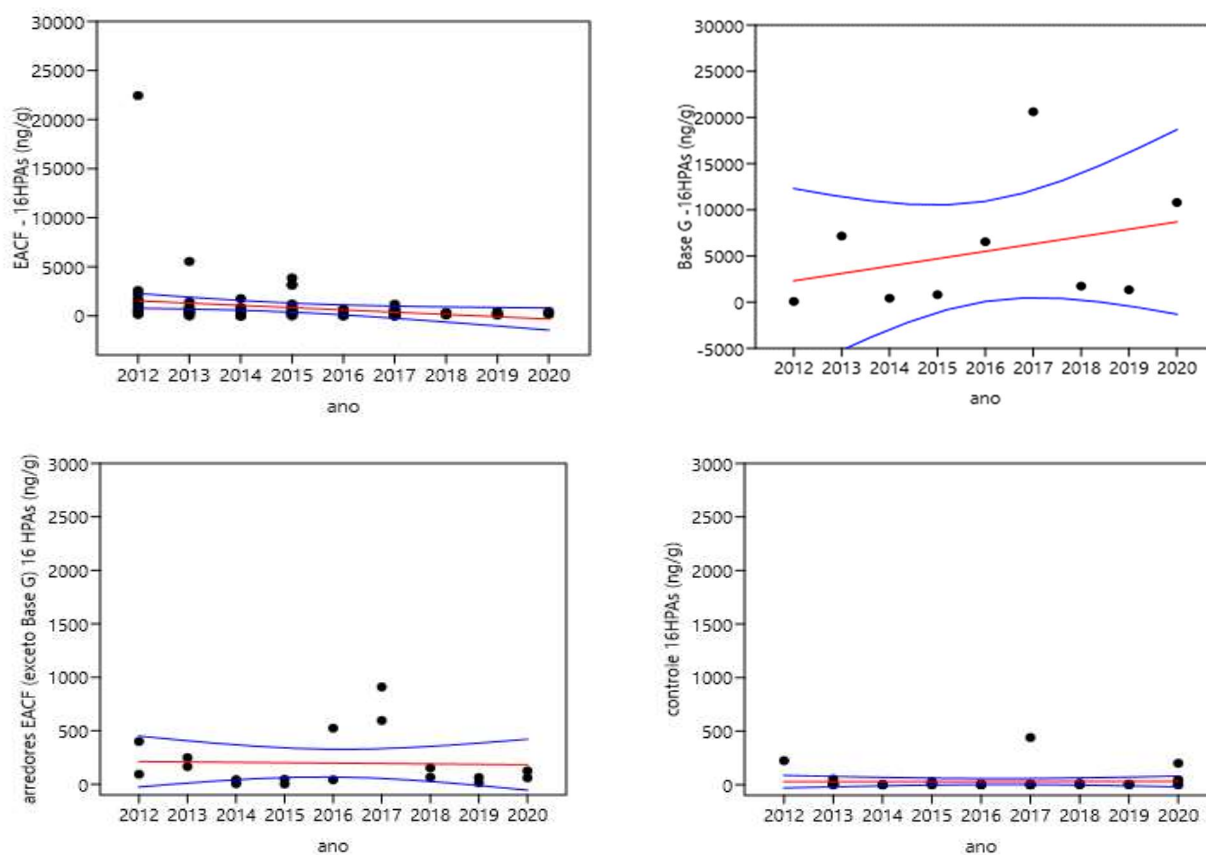 30000
25000
20000
15000
10000
5000
0
EACF - 16HPAs (ng/g)
2012 2013 2014 2015 2016 2017 2018 2019 2020
ano
30000
25000
20000
15000
10000
5000
0
-5000
Base G -16HPAs (ng/g)
2012 2013 2014 2015 2016 2017 2018 2019 2020
ano
3000
2500
2000
1500
1000
500
0
arredores EACF (exceto Base G) 16 HPAs (ng/g)
2012 2013 2014 2015 2016 2017 2018 2019 2020
ano
3000
2500
2000
1500
1000
500
0
controle 16HPAs (ng/g)
2012 2013 2014 2015 2016 2017 2018 2019 2020
ano